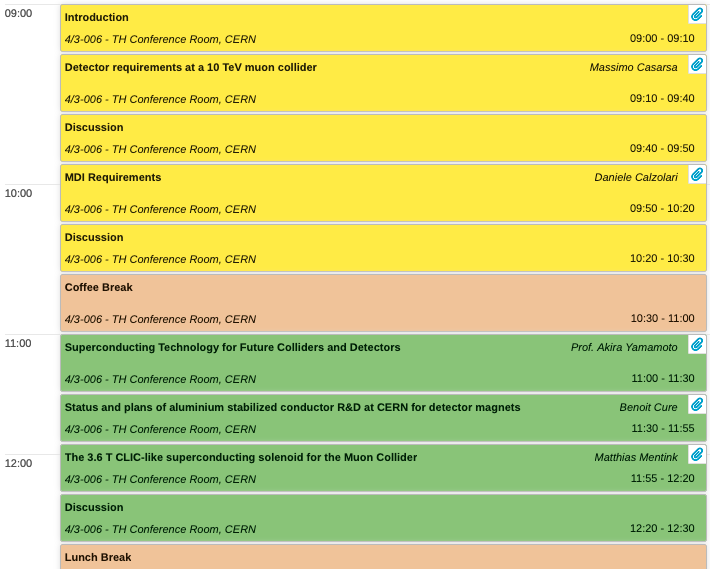 09:00
Introduction
4/3-006 - TH Conference Room, CERN 09:00 - 09:10
Detector requirements at a 10 TeV muon collider Massimo Casarsa
4/3-006 - TH Conference Room, CERN 09:10 - 09:40
Discussion
4/3-006 - TH Conference Room, CERN 09:40 - 09:50
MDI Requirements Daniele Calzolari
10:00
4/3-006 - TH Conference Room, CERN 09:50 - 10:20
Discussion
4/3-006 - TH Conference Room, CERN 10:20 - 10:30
Coffee Break
4/3-006 - TH Conference Room, CERN 10:30 - 11:00
11:00
Superconducting Technology for Future Colliders and Detectors Prof. Akira Yamamoto
4/3-006 - TH Conference Room, CERN 11:00 - 11:30
Status and plans of aluminium stabilized conductor R&D at CERN for detector magnets Benoit Cure
4/3-006 - TH Conference Room, CERN 11:30 - 11:55
The 3.6 T CLIC-like superconducting solenoid for the Muon Collider Matthias Mentink
12:00
4/3-006 - TH Conference Room, CERN 11:55 - 12:20
Discussion
4/3-006 - TH Conference Room, CERN 12:20 - 12:30
Lunch Break